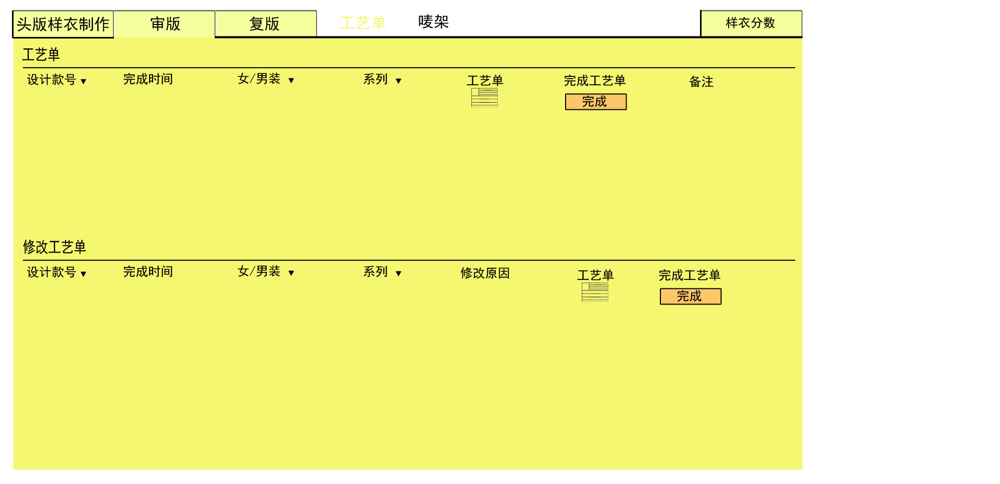 头版样衣制作 审版 复版 工艺单 唛架 样衣分数
工艺单
设计款号 ▼ 完成时间 女/男装 ▼ 系列 ▼ 工艺单 完成工艺单 备注
完成
修改工艺单
设计款号 ▼ 完成时间 女/男装 ▼ 系列 ▼ 修改原因 工艺单 完成工艺单
完成